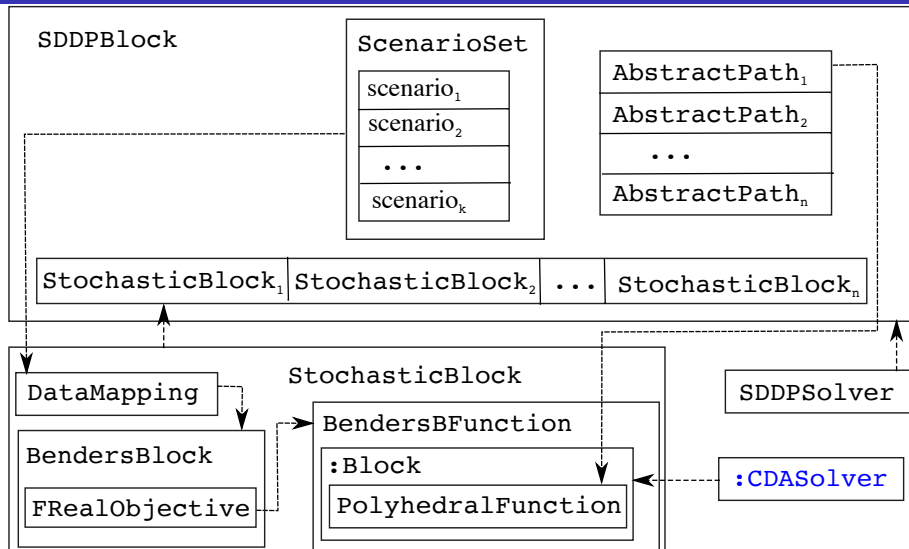 SDDPBlock
ScenarioSet
scenario₁
scenario₂
...
scenarioₖ
AbstractPath₁
AbstractPath₂
...
AbstractPathₙ
StochasticBlock₁ StochasticBlock₂ ... StochasticBlockₙ
StochasticBlock
DataMapping
BendersBlock
FRealObjective
BendersBFunction
:Block
PolyhedralFunction
SDDPSolver
:CDASolver